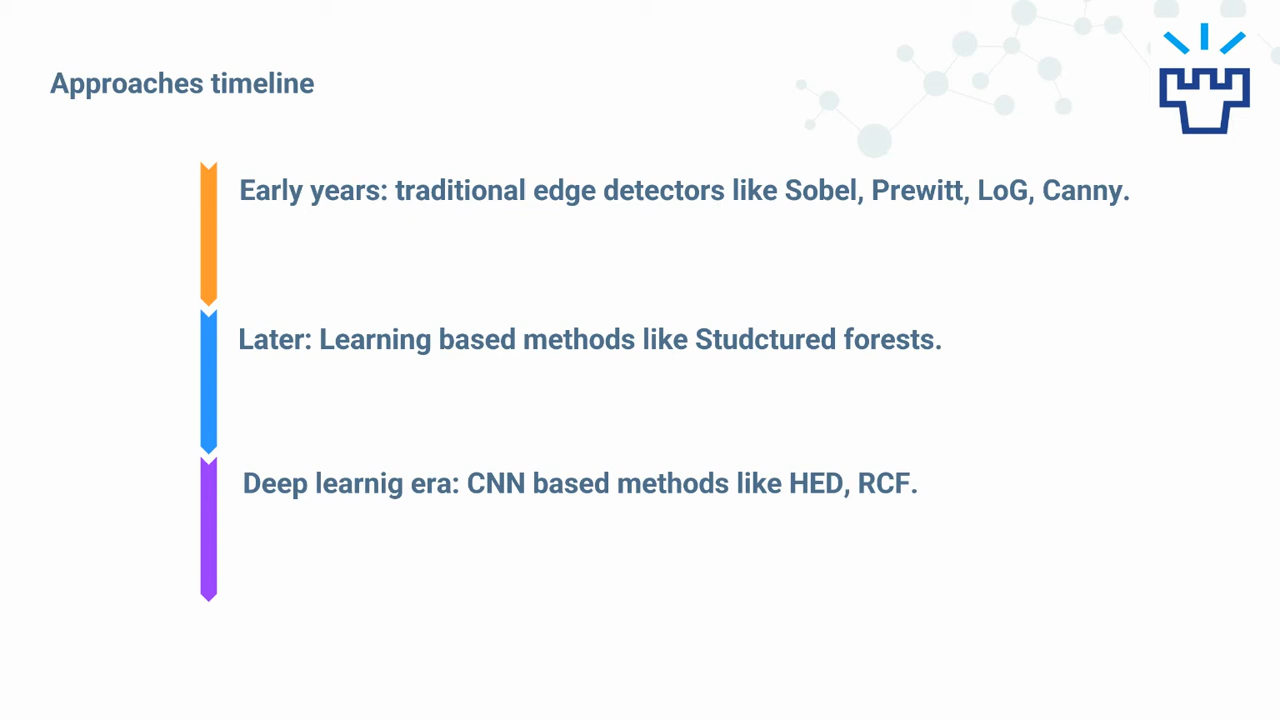 Approaches timeline
Early years: traditional edge detectors like Sobel, Prewitt, LoG, Canny.
Later: Learning based methods like Studctured forests.
Deep learnig era: CNN based methods like HED, RCF.